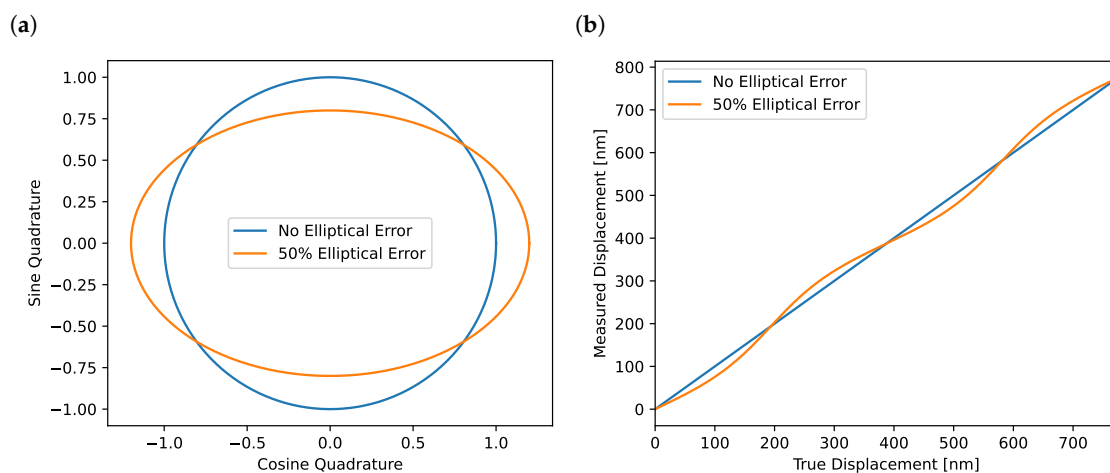 (a)
1.00
0.75
0.50
0.25
0.00
−0.25
−0.50
−0.75
−1.00
Sine Quadrature
No Elliptical Error
50% Elliptical Error
−1.0 −0.5 0.0 0.5 1.0
Cosine Quadrature
(b)
800
700
600
500
400
300
200
100
0
Measured Displacement [nm]
No Elliptical Error
50% Elliptical Error
0 100 200 300 400 500 600 700
True Displacement [nm]